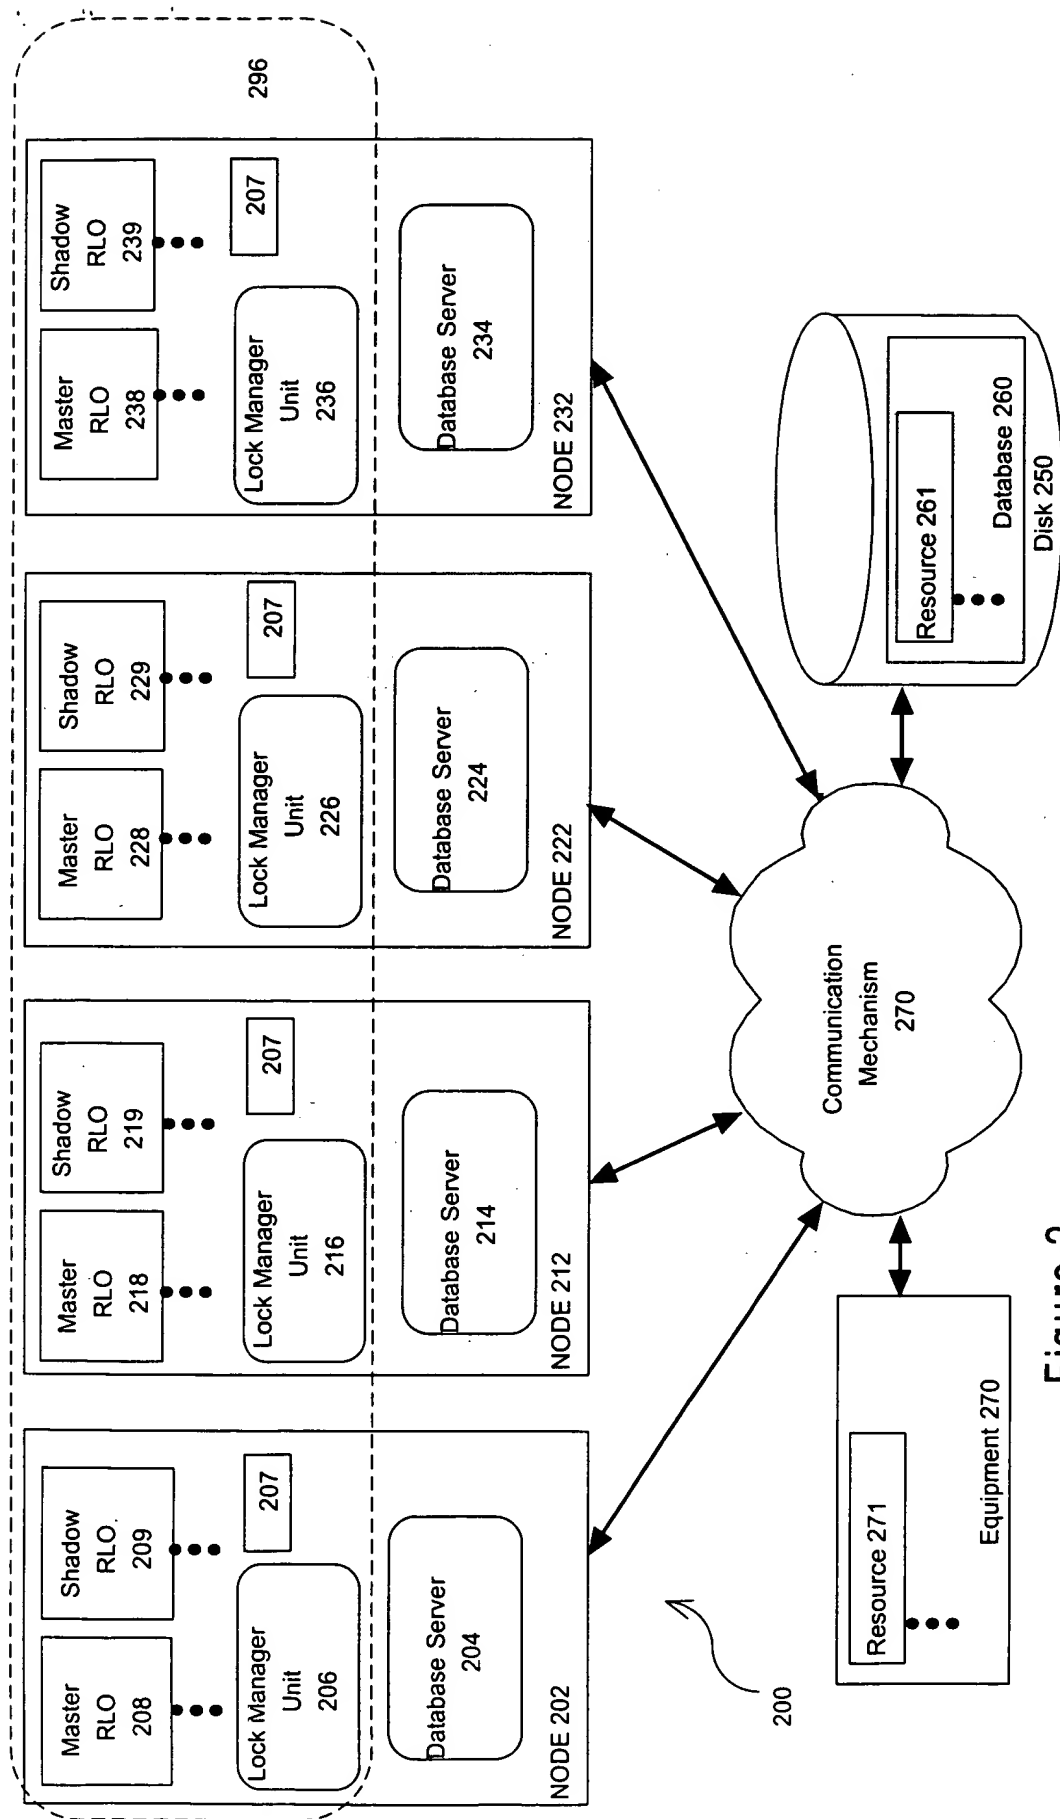 Master
RLO
208
Shadow
RLO.
209
Lock Manager
Unit
206
207
Database Server
204
NODE 202
Master
RLO
218
Shadow
RLO
219
Lock Manager
Unit
216
207
Database Server
214
NODE 212
Master
RLO
228
Shadow
RLO
229
Lock Manager
Unit
226
207
Database Server
224
NODE 222
Master
RLO
238
Shadow
RLO
239
Lock Manager
Unit
236
207
Database Server
234
NODE 232
296
200
Communication
Mechanism
270
Resource 271
Equipment 270
Resource 261
Database 260
Disk 250
Figure 2